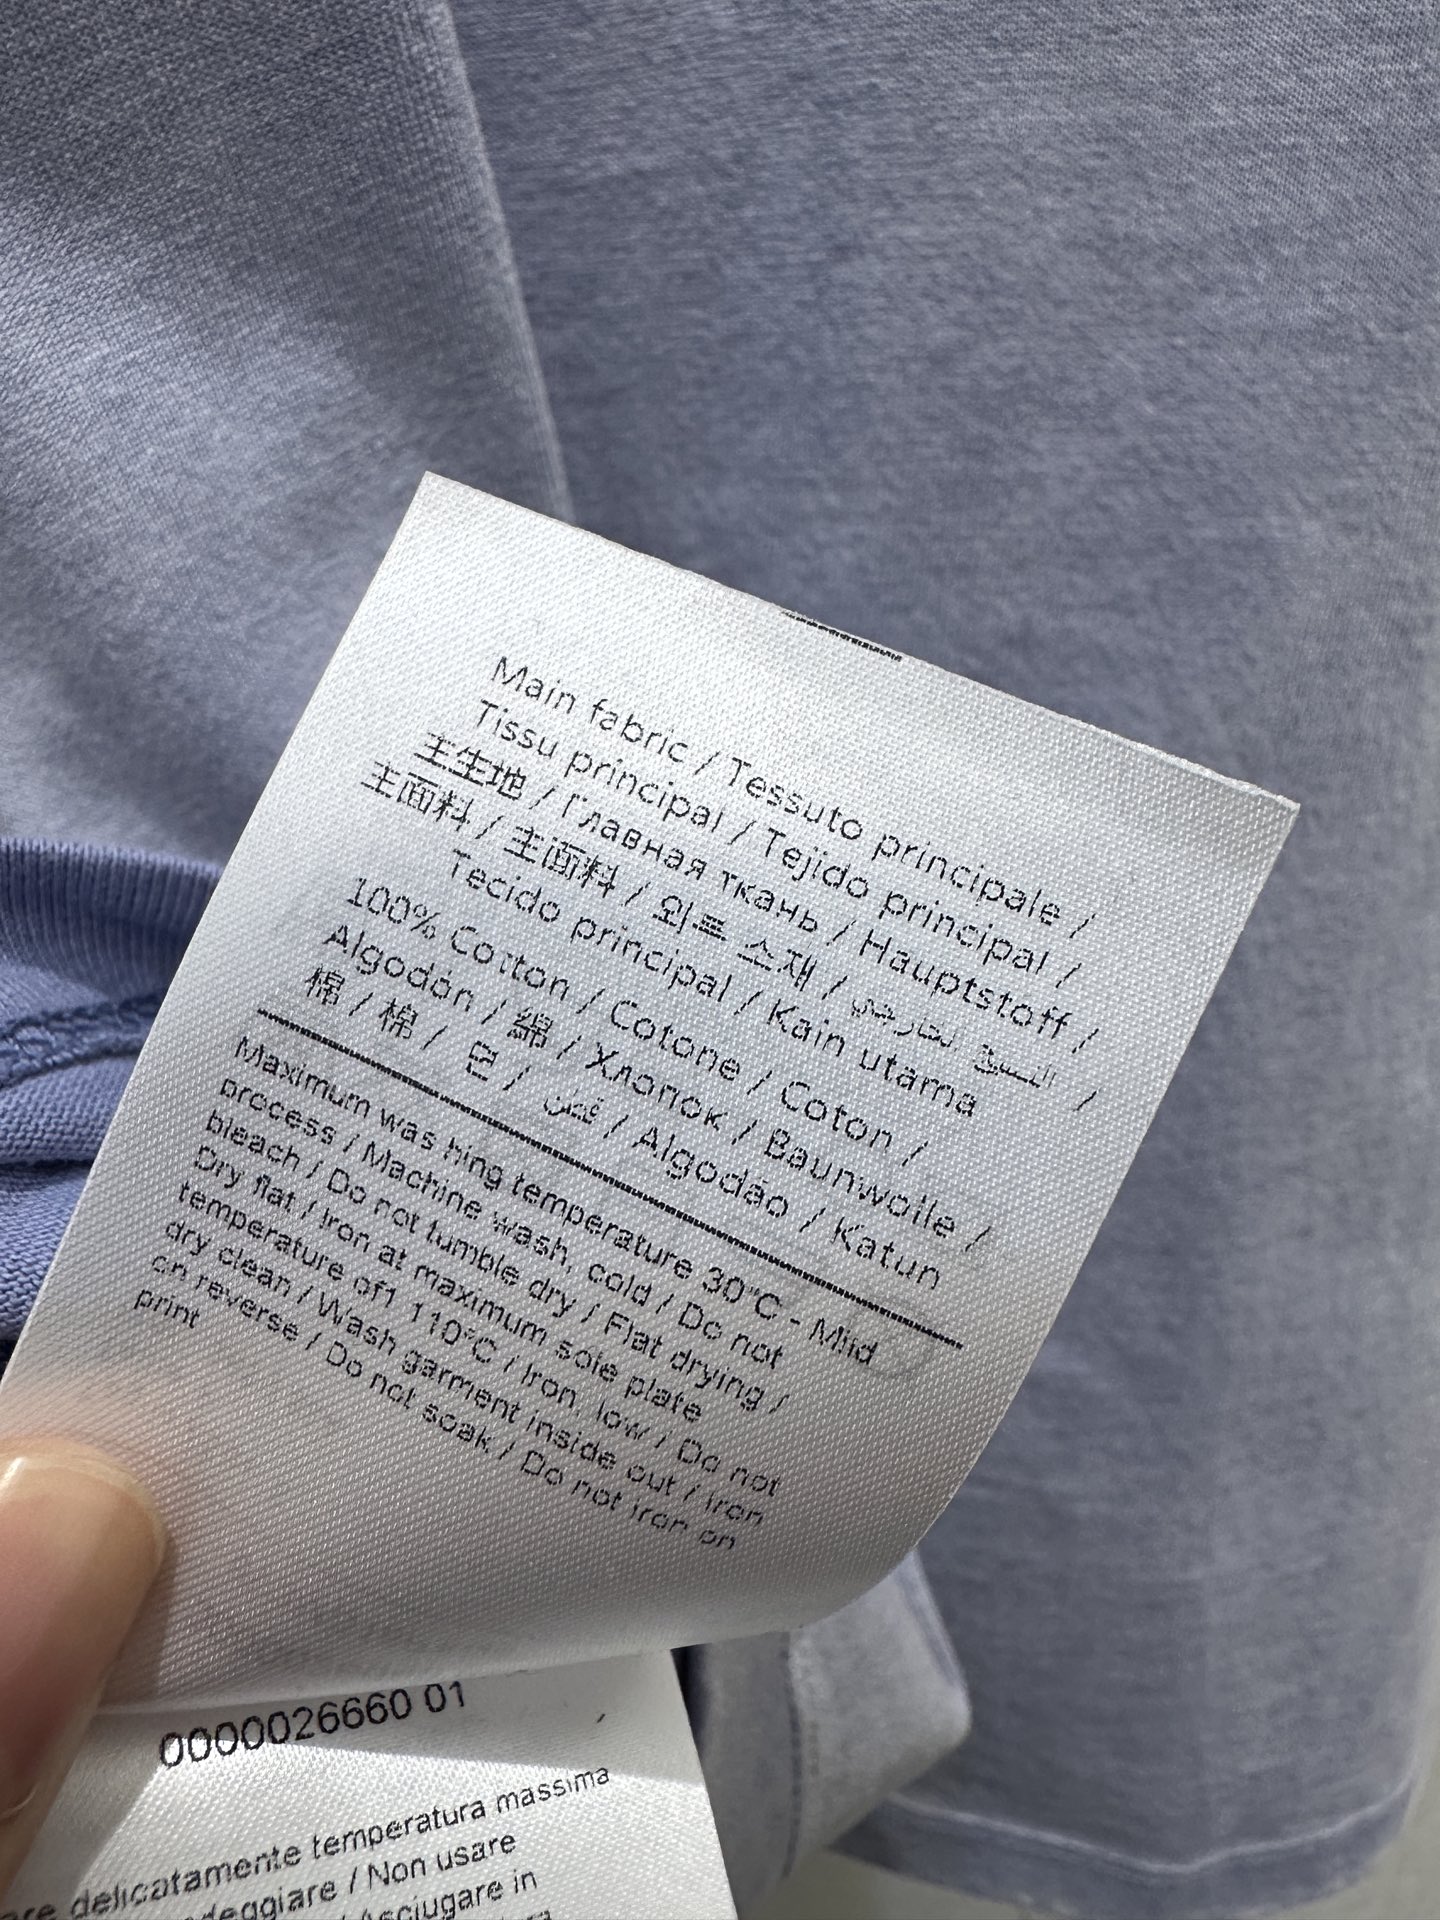 Main fabric / Tessuto principale /
Tissu principal / Tejido principal /
主生地 / Главная ткань / Hauptstoff /
主面料 / 主面料 / 외트 소재 / النسيج الخارجي /
Tecido principal / Kain utama
100% Cotton / Cotone / Coton /
Algodón / 綿 / Хлопок / Baunwolle /
棉 / 棉 / 면 / قطن / Algodão / Katun
Maximum was hing temperature 30°C - Mild
process / Machine wash, cold / Do not
bleach / Do not tumble dry / Flat drying /
Dry flat / Iron at maximum sole plate
temperature of1 110°C / Iron, low / Do not
dry clean / Wash garment inside out / Iron
on reverse / Do not soak / Do not iron on
print
0000026660 01
delicatamente temperatura massima
/ Non usare
Asciugare in